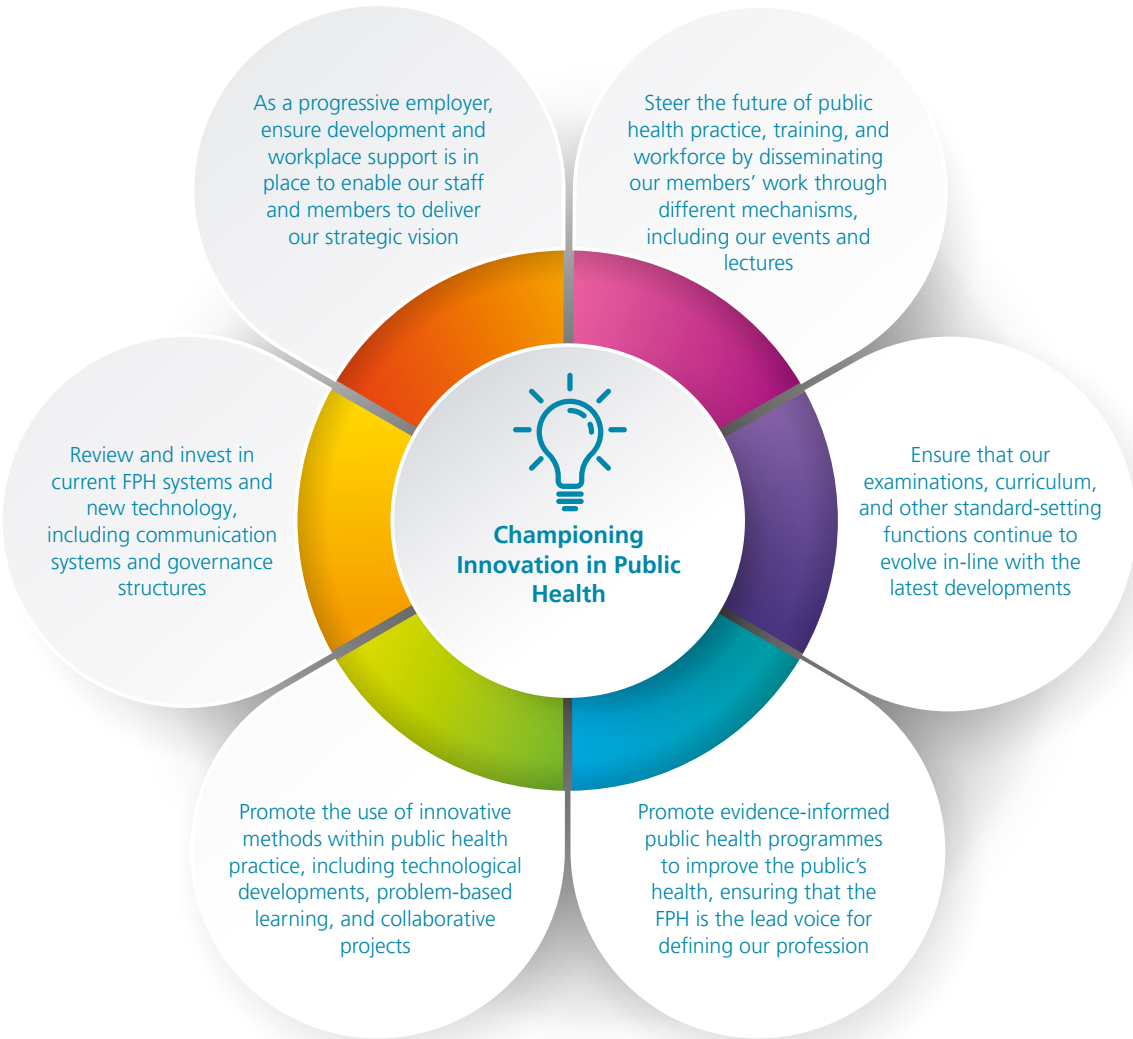 As a progressive employer,
ensure development and
workplace support is in
place to enable our staff
and members to deliver
our strategic vision
Steer the future of public
health practice, training, and
workforce by disseminating
our members’ work through
different mechanisms,
including our events and
lectures
Review and invest in
current FPH systems and
new technology,
including communication
systems and governance
structures
Championing
Innovation in Public
Health
Ensure that our
examinations, curriculum,
and other standard-setting
functions continue to
evolve in-line with the
latest developments
Promote the use of innovative
methods within public health
practice, including technological
developments, problem-based
learning, and collaborative
projects
Promote evidence-informed
public health programmes
to improve the public’s
health, ensuring that the
FPH is the lead voice for
defining our profession